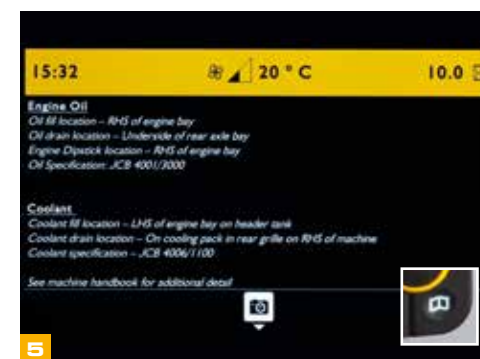 15:32 20 ° C 10.0
Engine Oil
Oil fill location – RHS of engine bay
Oil drain location – Underside of rear axle bay
Engine Dipstick location – RHS of engine bay
Oil Specification: JCB 4001/3000
Coolant
Coolant fill location – LHS of engine bay on header tank
Coolant drain location – On cooling pack in rear grille on RHS of machine
Coolant specification – JCB 4006/1100
See machine handbook for additional detail
5